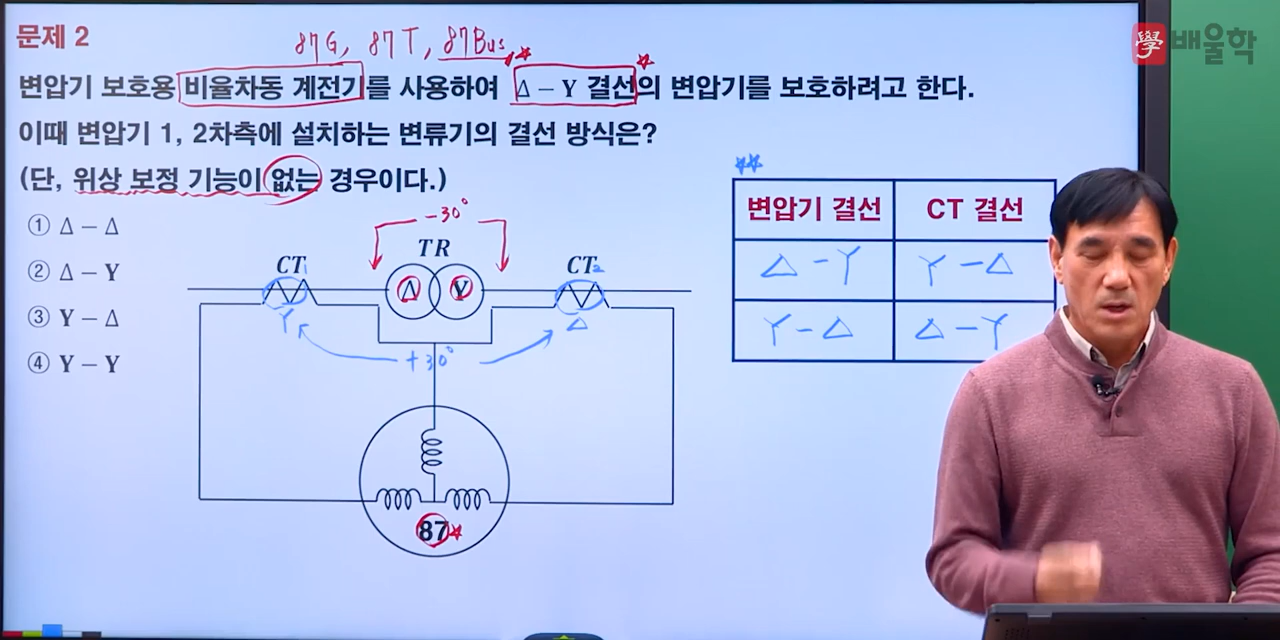 문제 2
87G, 87T, 87Bus,
變 배울학
변압기 보호용 비율차동 계전기를 사용하여 Δ – Y 결선의 변압기를 보호하려고 한다.
이때 변압기 1, 2차측에 설치하는 변류기의 결선 방식은?
(단, 위상 보정 기능이 없는 경우이다.)
① Δ – Δ
② Δ – Y
③ Y – Δ
④ Y – Y
-30°
TR
CT1
CT2
Δ Y
Y
Δ
+30°
87
변압기 결선 CT 결선
Δ - Y Y - Δ
Y - Δ Δ - Y